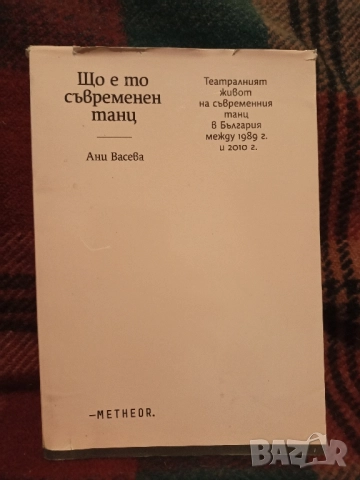 Що е то
съвременен
танц
Ани Васева
Театралният
живот
на съвременния
танц
в България
между 1989 г.
и 2010 г.
—METHEOR.
BAZAR